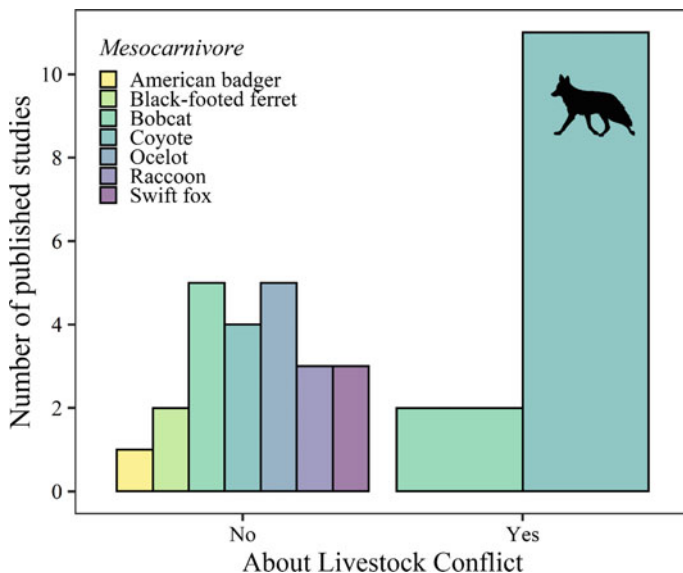 Mesocarnivore
American badger
Black-footed ferret
Bobcat
Coyote
Ocelot
Raccoon
Swift fox
Number of published studies
10
8
6
4
2
0
No
Yes
About Livestock Conflict